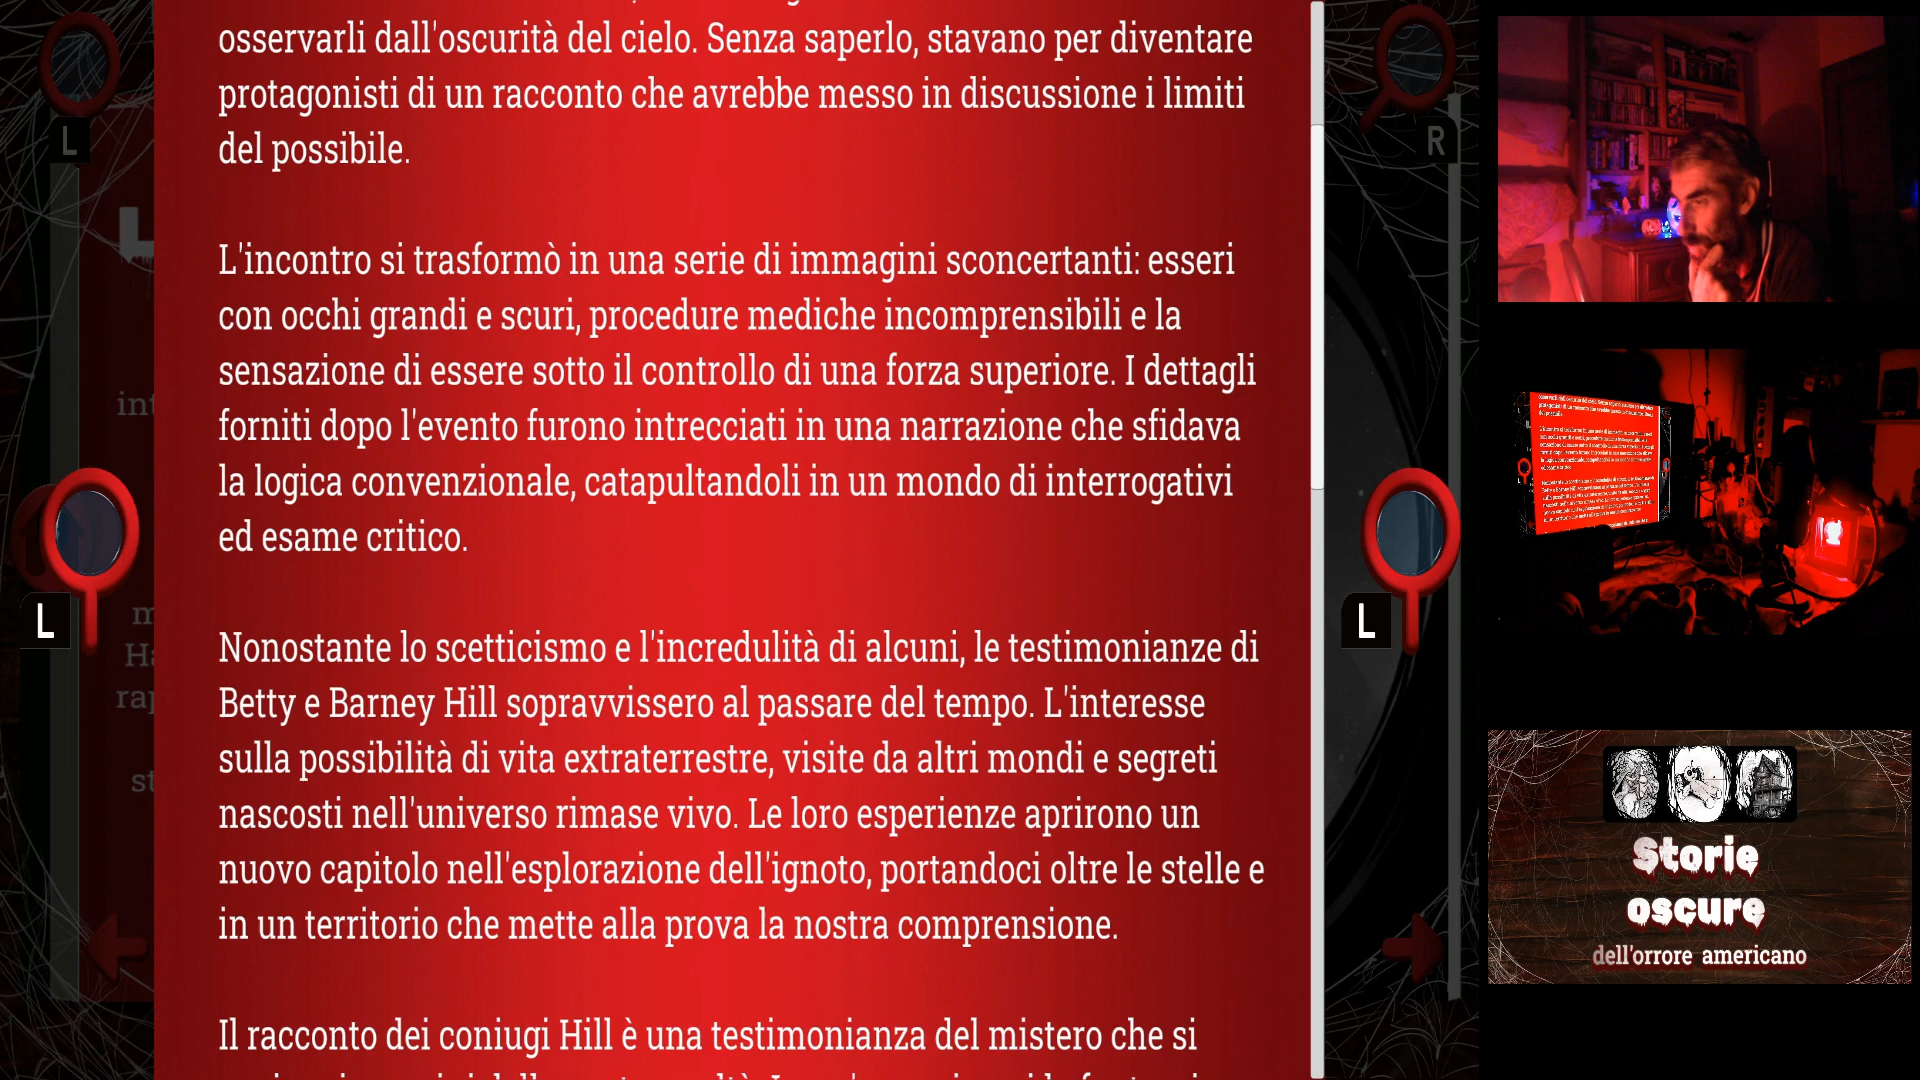 osservarli dall'oscurità del cielo. Senza saperlo, stavano per diventare
protagonisti di un racconto che avrebbe messo in discussione i limiti
del possibile.
L'incontro si trasformò in una serie di immagini sconcertanti: esseri
con occhi grandi e scuri, procedure mediche incomprensibili e la
sensazione di essere sotto il controllo di una forza superiore. I dettagli
forniti dopo l'evento furono intrecciati in una narrazione che sfidava
la logica convenzionale, catapultandoli in un mondo di interrogativi
ed esame critico.
Nonostante lo scetticismo e l'incredulità di alcuni, le testimonianze di
Betty e Barney Hill sopravvissero al passare del tempo. L'interesse
sulla possibilità di vita extraterrestre, visite da altri mondi e segreti
nascosti nell'universo rimase vivo. Le loro esperienze aprirono un
nuovo capitolo nell'esplorazione dell'ignoto, portandoci oltre le stelle e
in un territorio che mette alla prova la nostra comprensione.
Il racconto dei coniugi Hill è una testimonianza del mistero che si
L
R
L
L
Storie
oscure
dell'orrore americano